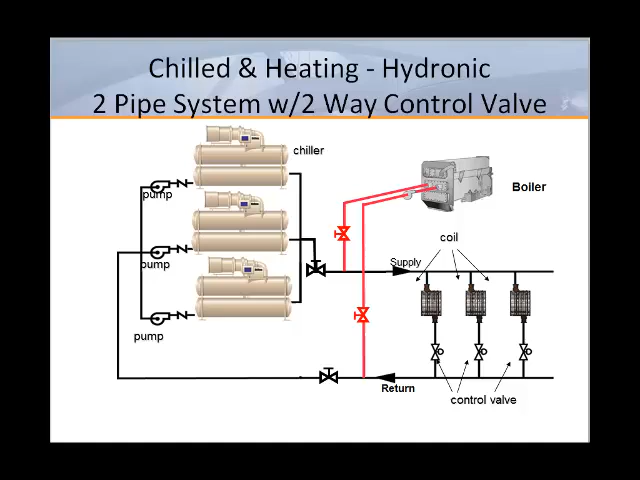 Chilled & Heating - Hydronic
2 Pipe System w/2 Way Control Valve
chiller
Boiler
pump
coil
Supply
pump
pump
Return
control valve